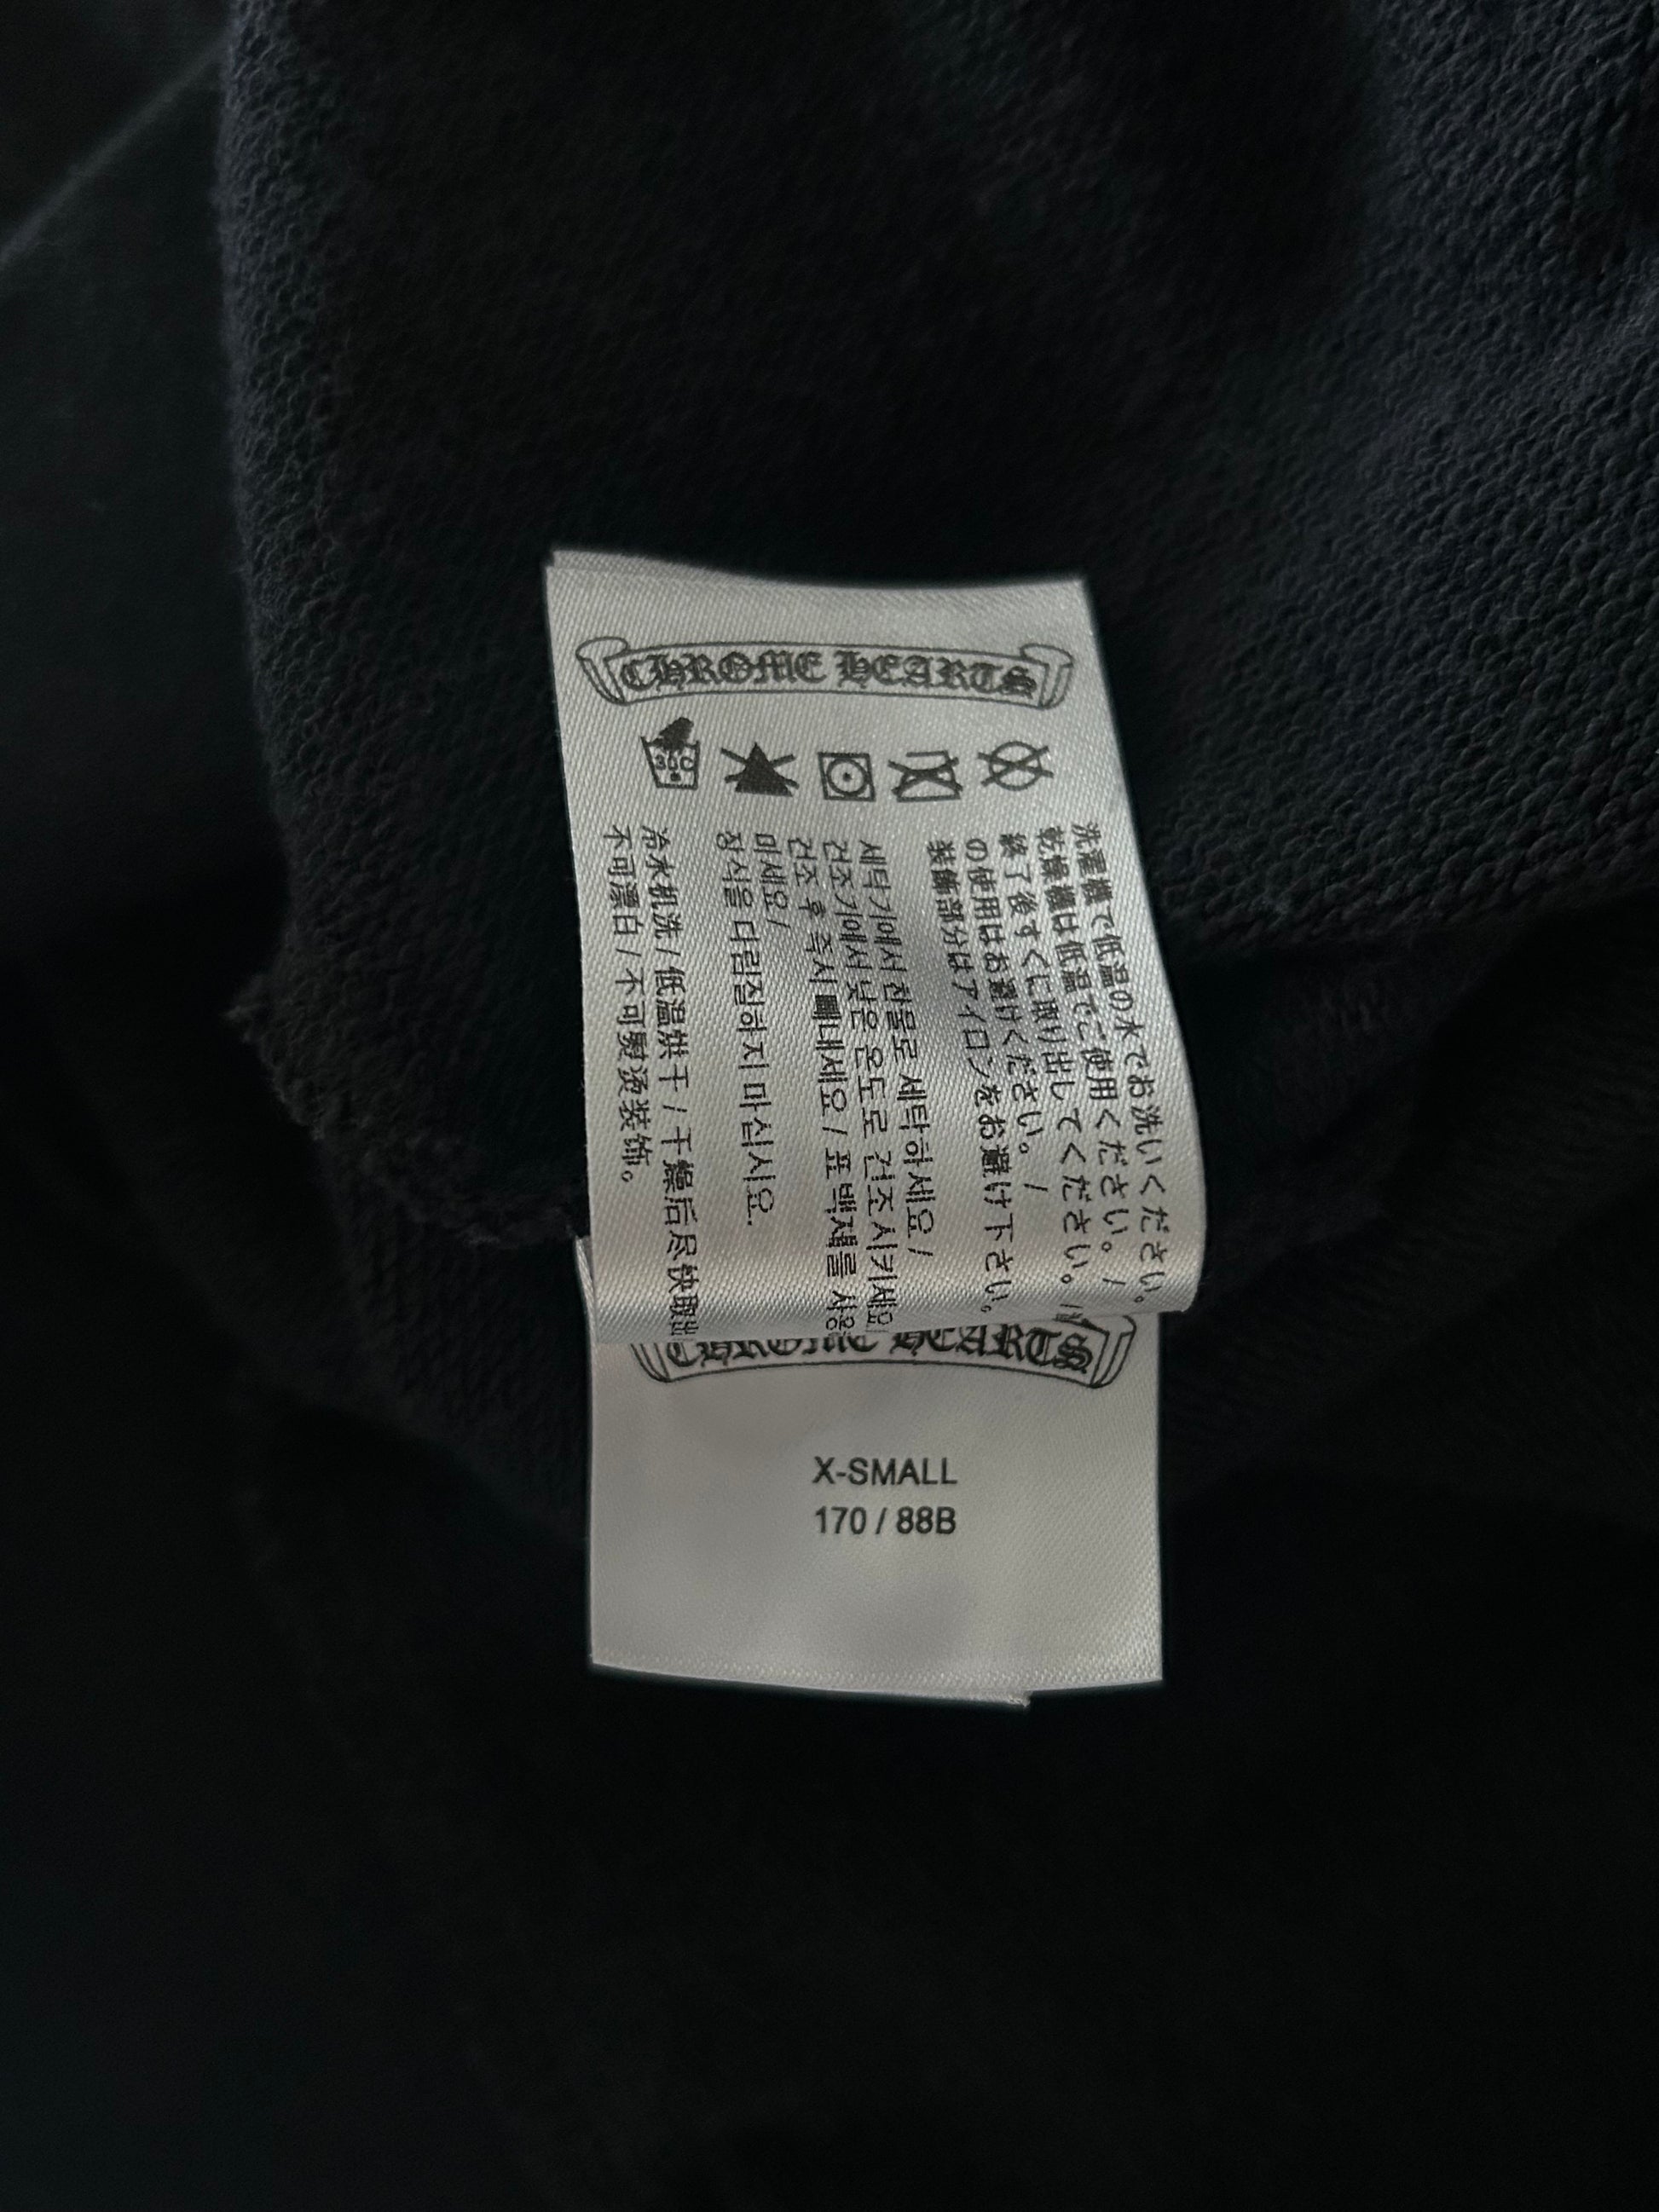 CHROME HEARTS
30C
洗濯機で低温の水でお洗いください。/
乾燥機は低温でご使用ください。/
終了後すぐに取り出してください。/
の使用はお避けください。/
装飾部分はアイロンをお避け下さい。
세탁기에서 찬물로 세탁하세요 /
건조기에서 낮은 온도로 건조시키세요
건조 후 즉시 빼내세요 / 표백제를 사용
마세요 /
장식을 다림질하지 마십시요.
冷水机洗 / 低温烘干 / 干燥后尽快取出
不可漂白 / 不可熨烫装饰。
CHROME HEARTS
X-SMALL
170 / 88B